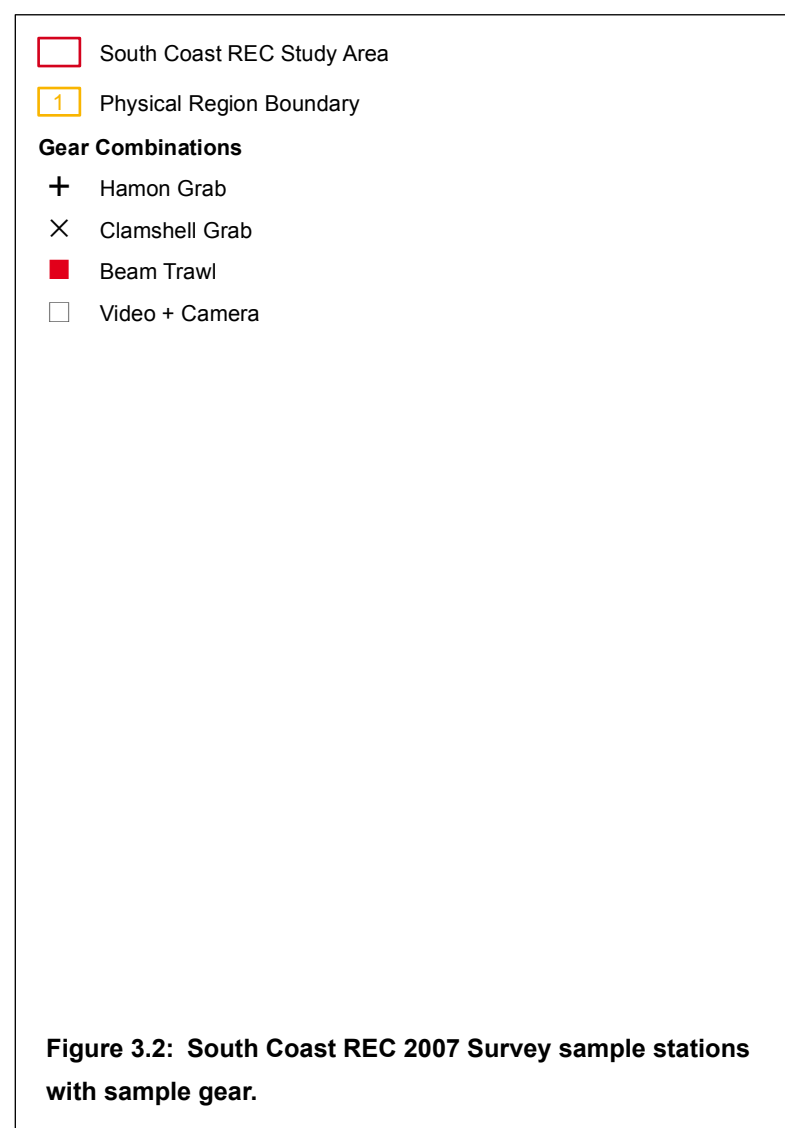 South Coast REC Study Area
1 Physical Region Boundary
Gear Combinations
Hamon Grab
Clamshell Grab
Beam Trawl
Video + Camera
Figure 3.2: South Coast REC 2007 Survey sample stations
with sample gear.